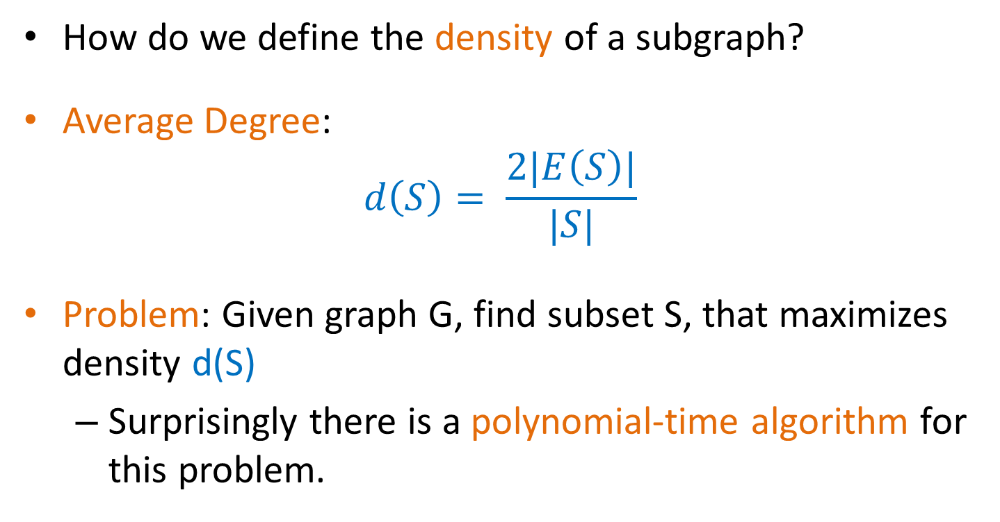 • How do we define the density of a subgraph?
• Average Degree:
d(S) = 2|E(S)| / |S|
• Problem: Given graph G, find subset S, that maximizes
density d(S)
– Surprisingly there is a polynomial-time algorithm for
this problem.